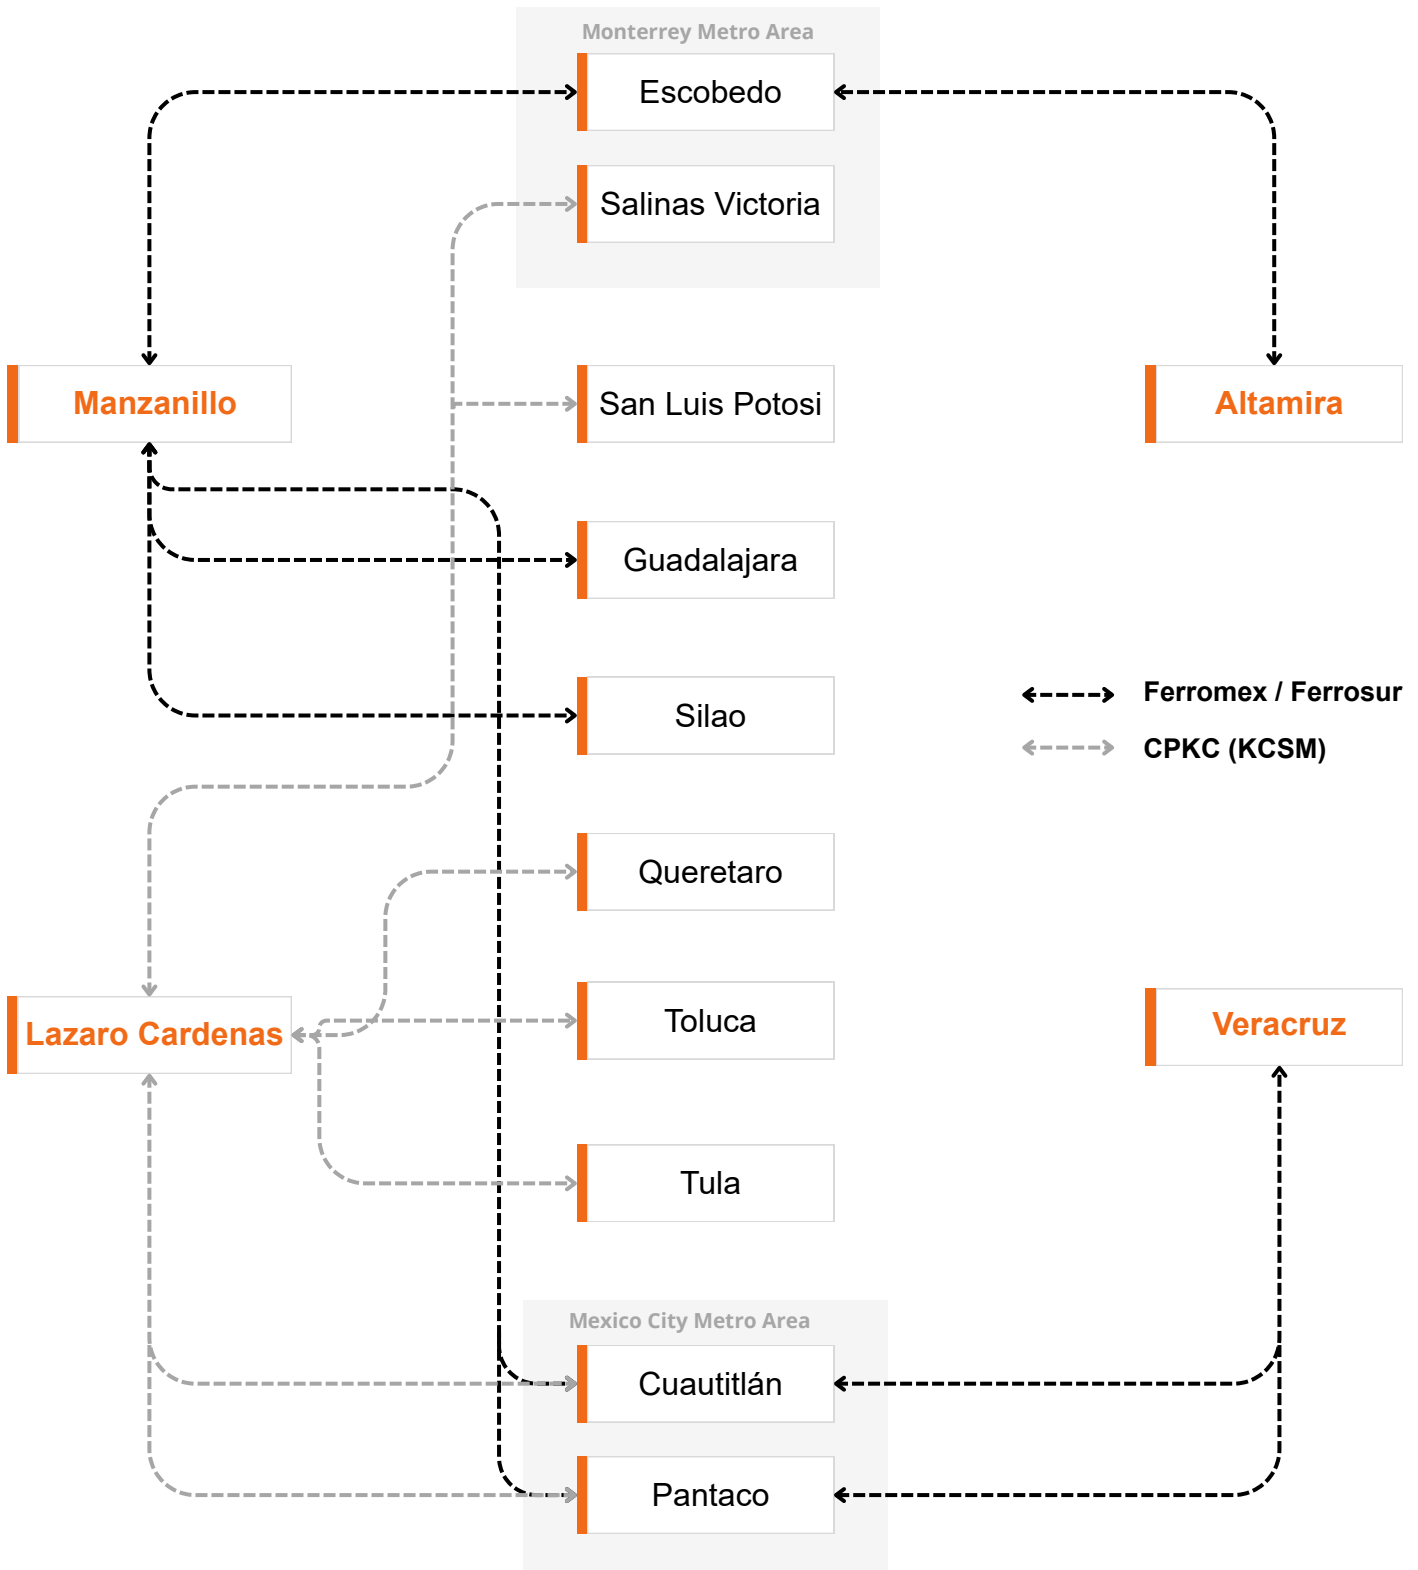 Monterrey Metro Area
Escobedo
Salinas Victoria
Manzanillo
San Luis Potosi
Altamira
Guadalajara
Silao
Ferromex / Ferrosur
CPKC (KCSM)
Queretaro
Lazaro Cardenas
Toluca
Veracruz
Tula
Mexico City Metro Area
Cuautitlán
Pantaco